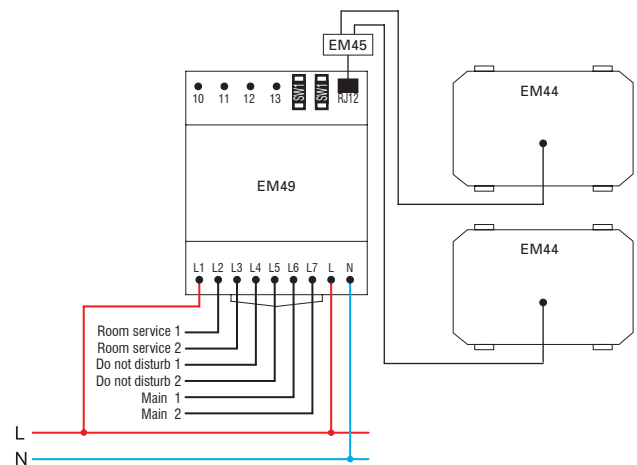 EM45
10 11 12 13 SW1 SW1 RJ12
EM44
EM49
EM44
L1 L2 L3 L4 L5 L6 L7 L N
Room service 1
Room service 2
Do not disturb 1
Do not disturb 2
Main 1
Main 2
L
N